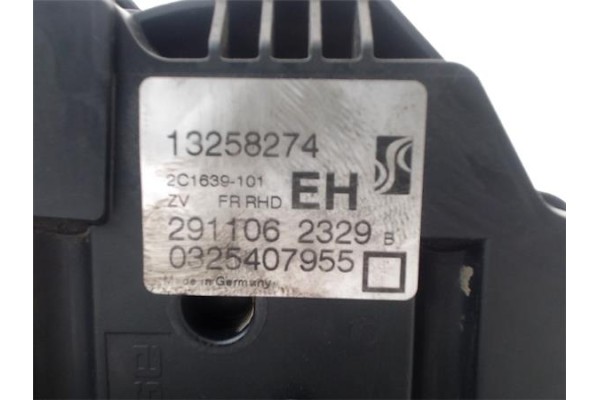 13258274
2C1639-101
EH
ZV FR RHD
291106 2329 B
0325407955
Made in Germany